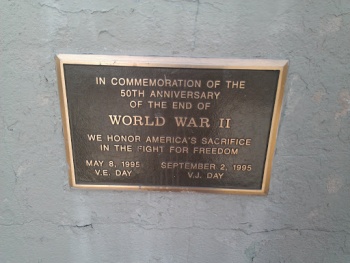 IN COMMEMORATION OF THE
50TH ANNIVERSARY
OF THE END OF
WORLD WAR II
WE HONOR AMERICA'S SACRIFICE
IN THE FIGHT FOR FREEDOM
MAY 8, 1995 SEPTEMBER 2, 1995
V.E. DAY V.J. DAY